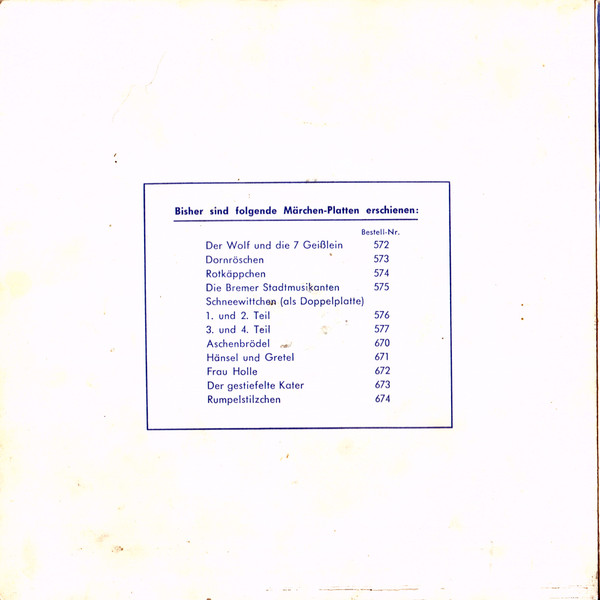 Bisher sind folgende Märchen-Platten erschienen:
Bestell-Nr.
Der Wolf und die 7 Geißlein 572
Dornröschen 573
Rotkäppchen 574
Die Bremer Stadtmusikanten 575
Schneewittchen (als Doppelplatte)
1. und 2. Teil 576
3. und 4. Teil 577
Aschenbrödel 670
Hänsel und Gretel 671
Frau Holle 672
Der gestiefelte Kater 673
Rumpelstilzchen 674